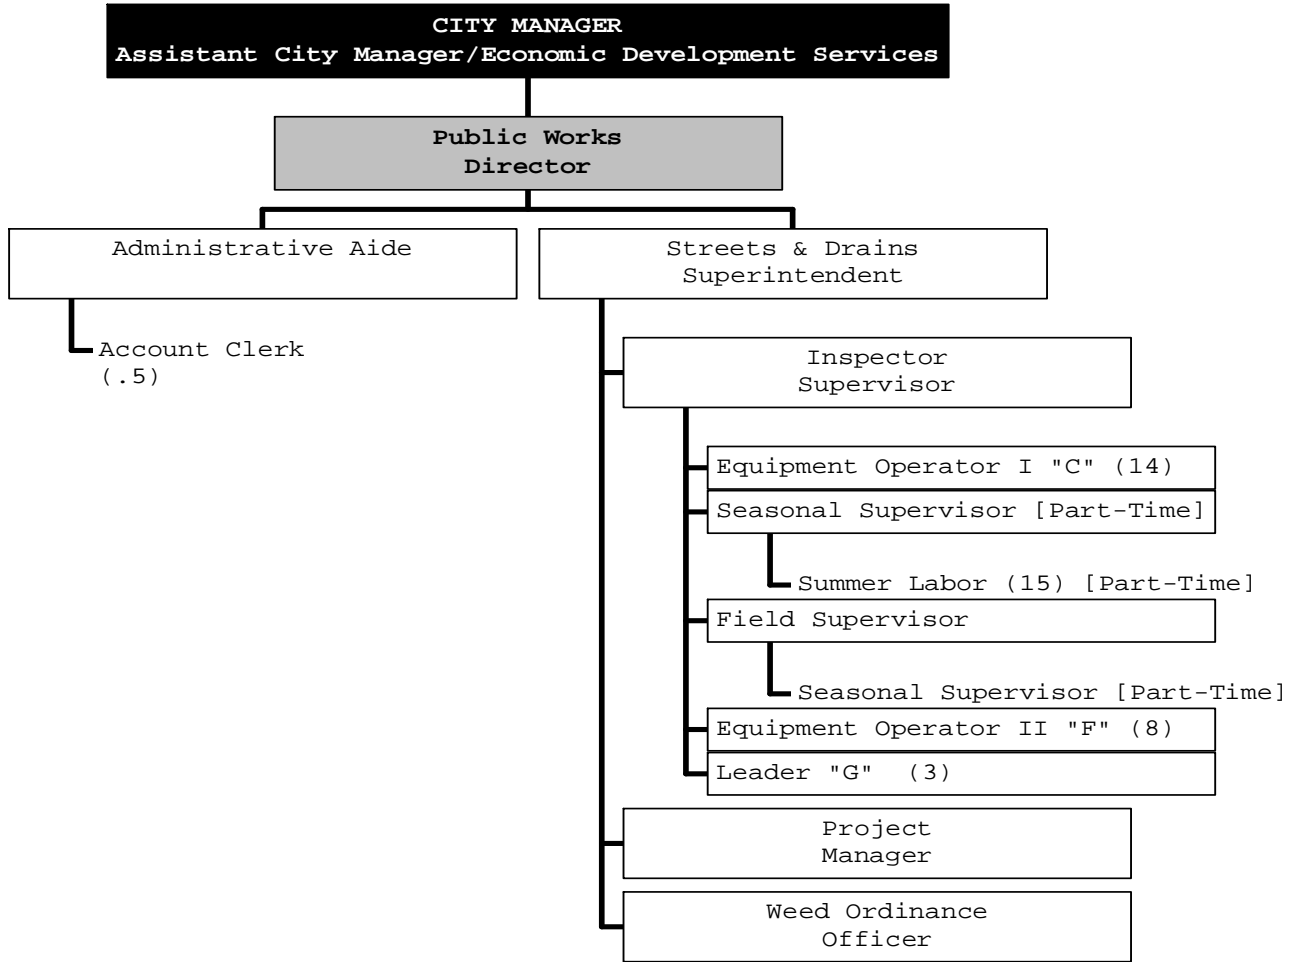 CITY MANAGER
Assistant City Manager/Economic Development Services
Public Works
Director
Administrative Aide
Streets & Drains
Superintendent
Account Clerk
(.5)
Inspector
Supervisor
Equipment Operator I "C" (14)
Seasonal Supervisor [Part-Time]
Summer Labor (15) [Part-Time]
Field Supervisor
Seasonal Supervisor [Part-Time]
Equipment Operator II "F" (8)
Leader "G"  (3)
Project
Manager
Weed Ordinance
Officer